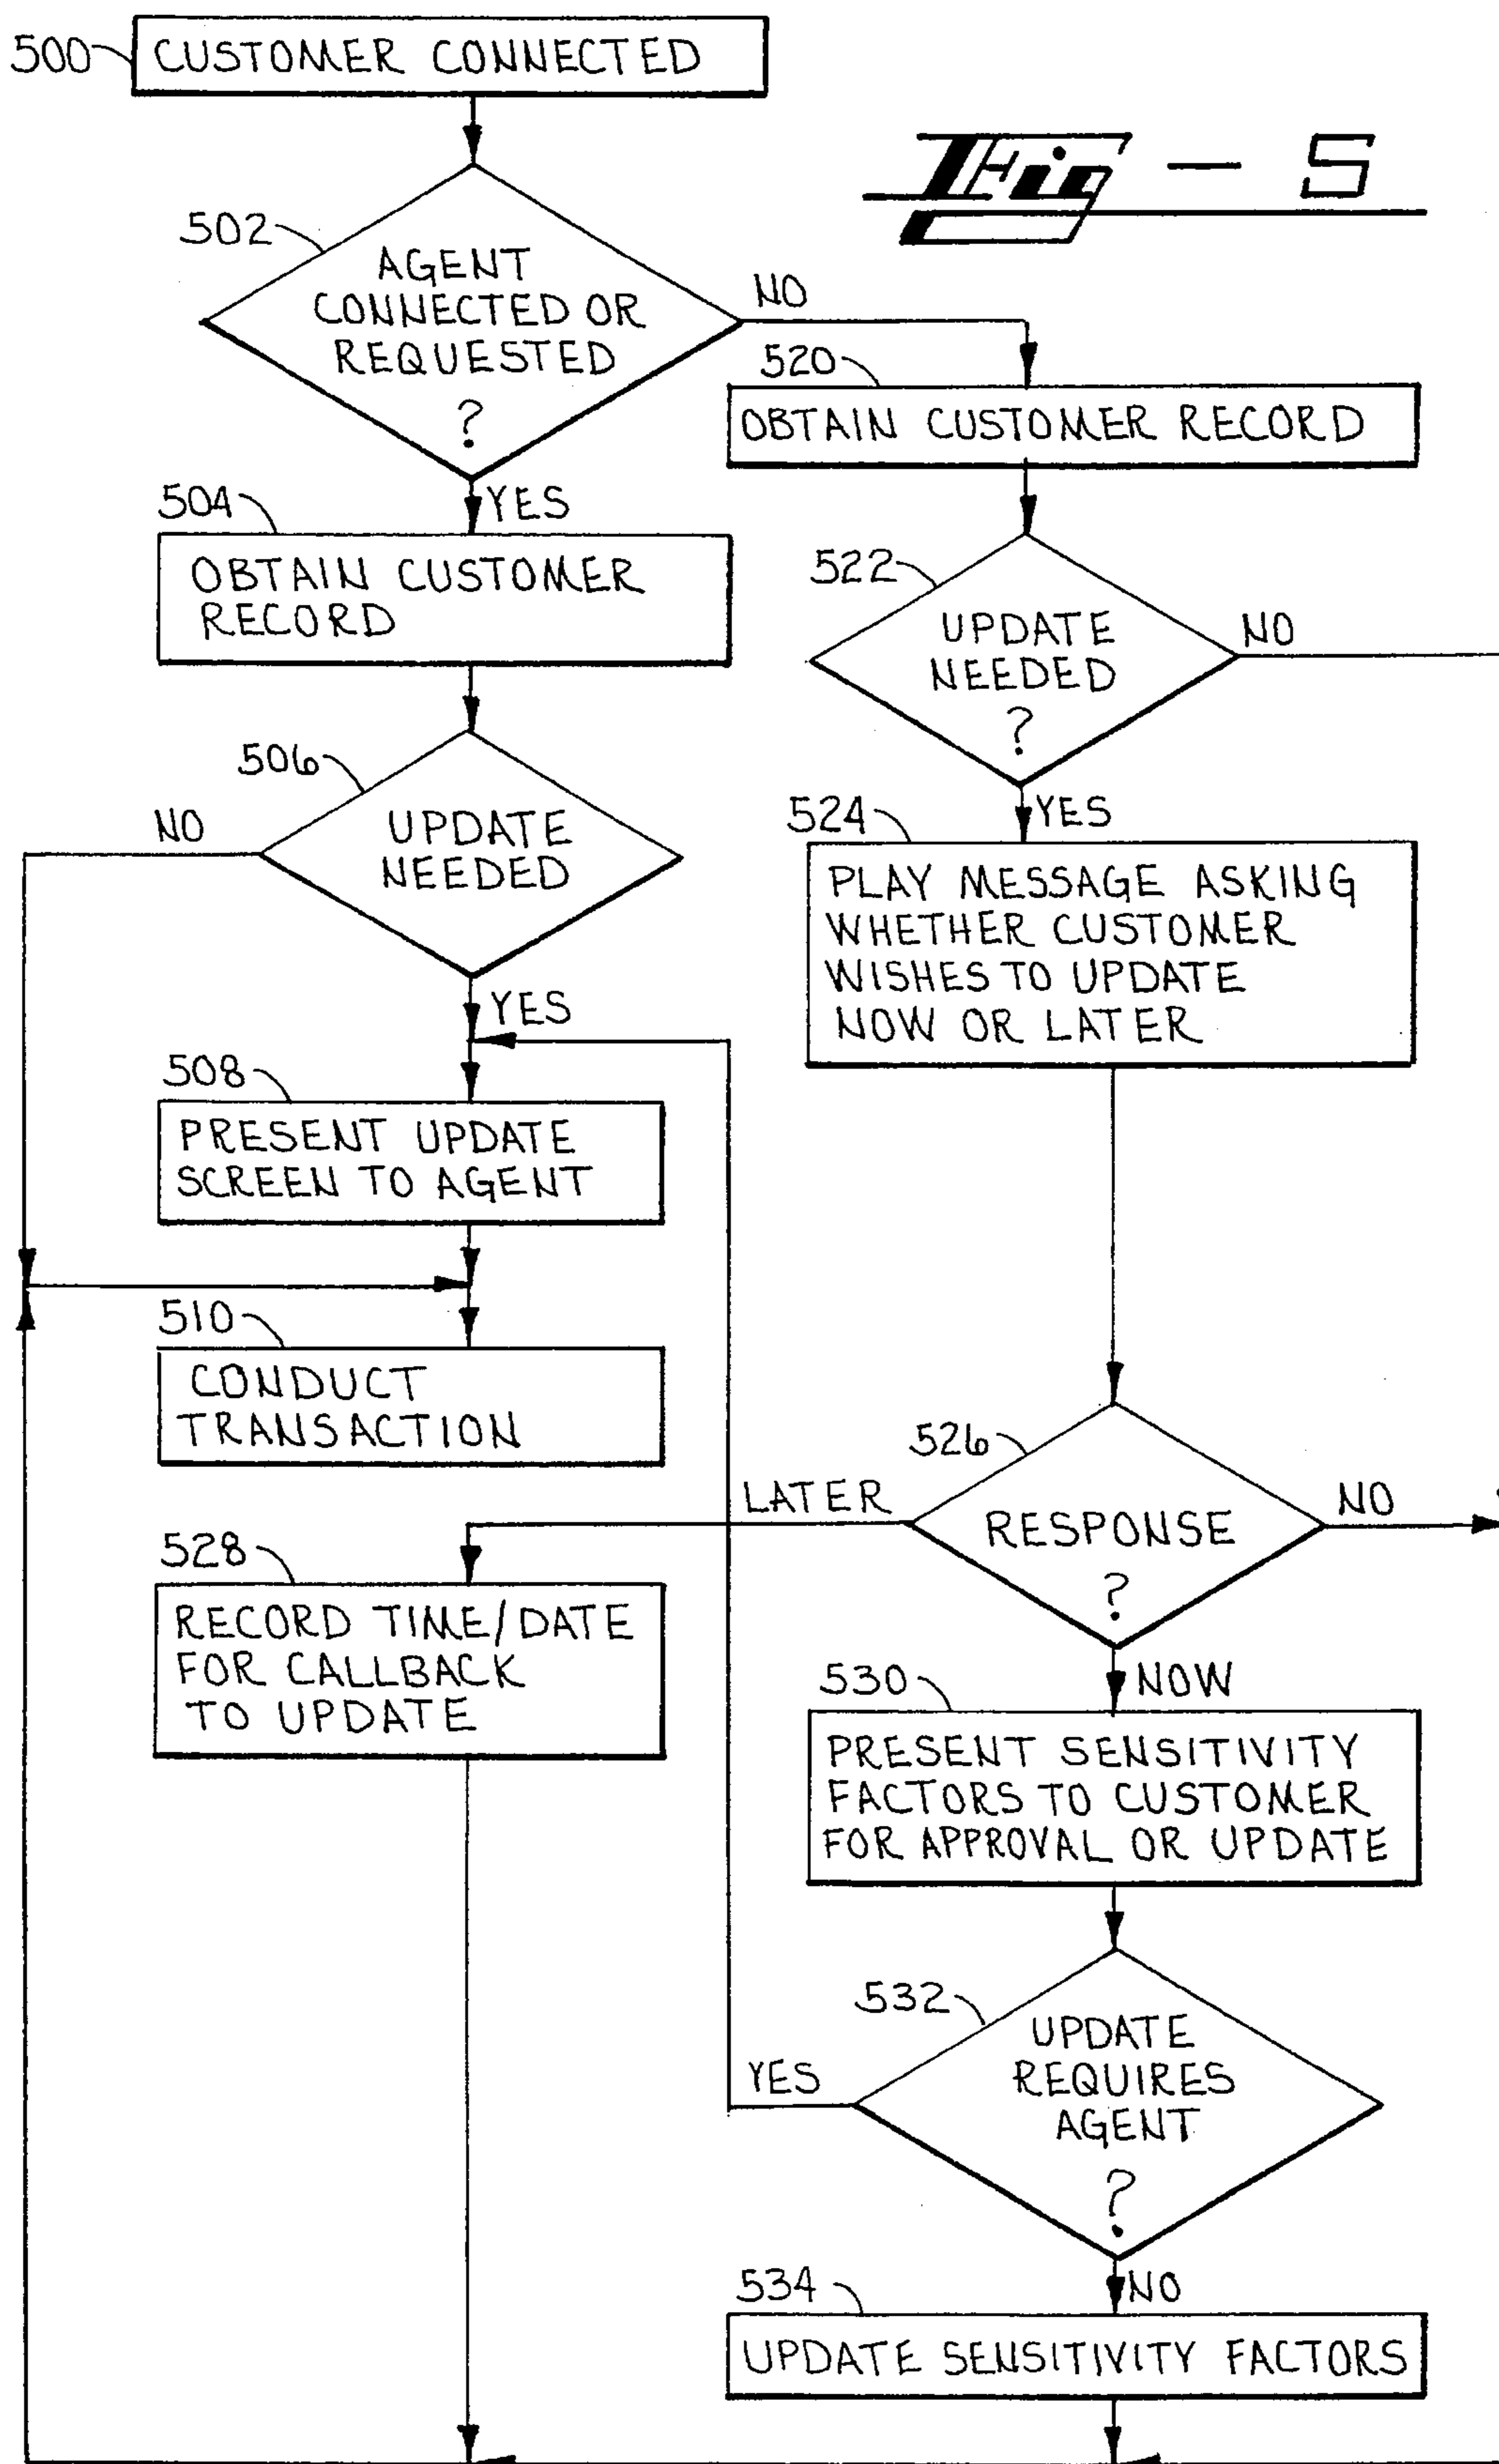 500
CUSTOMER CONNECTED
Fig - 5
502
AGENT
CONNECTED OR
REQUESTED
?
NO
YES
520
OBTAIN CUSTOMER RECORD
504
OBTAIN CUSTOMER
RECORD
522
UPDATE
NEEDED
?
NO
YES
506
UPDATE
NEEDED
NO
YES
524
PLAY MESSAGE ASKING
WHETHER CUSTOMER
WISHES TO UPDATE
NOW OR LATER
508
PRESENT UPDATE
SCREEN TO AGENT
510
CONDUCT
TRANSACTION
526
RESPONSE
?
LATER
NO
NOW
528
RECORD TIME/DATE
FOR CALLBACK
TO UPDATE
530
PRESENT SENSITIVITY
FACTORS TO CUSTOMER
FOR APPROVAL OR UPDATE
532
UPDATE
REQUIRES
AGENT
?
YES
NO
534
UPDATE SENSITIVITY FACTORS